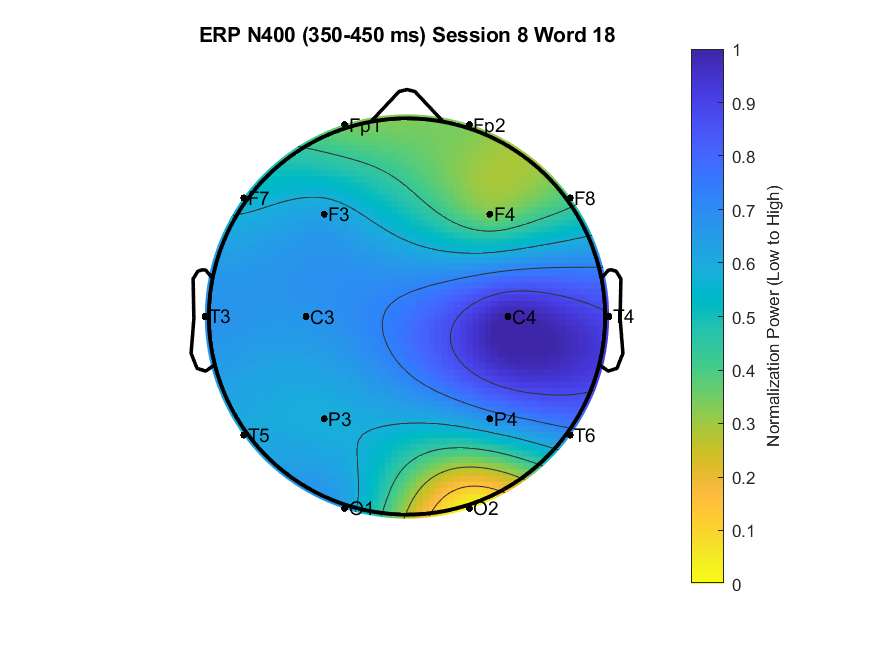 ERP N400 (350-450 ms) Session 8 Word 18
Fp1
Fp2
F7
F3
F4
F8
T3
C3
C4
T4
T5
P3
P4
T6
O1
O2
1
0.9
0.8
0.7
0.6
0.5
0.4
0.3
0.2
0.1
0
Normalization Power (Low to High)